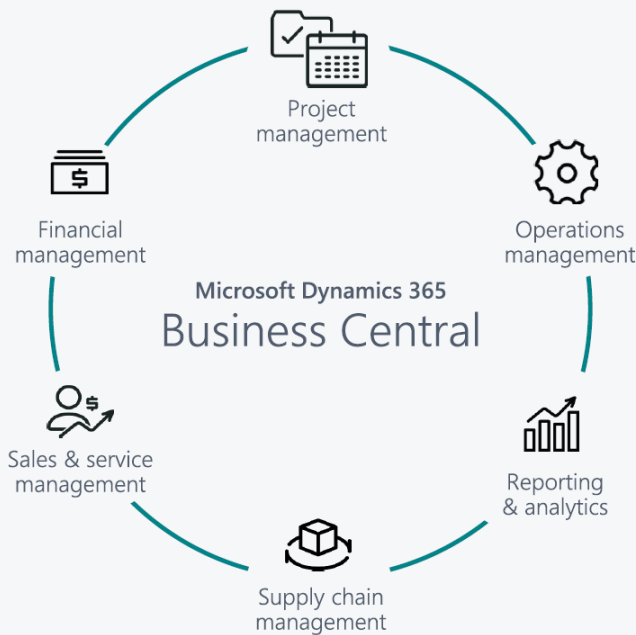 Project
management
Financial
management
Operations
management
Microsoft Dynamics 365
Business Central
Sales & service
management
Reporting
& analytics
Supply chain
management